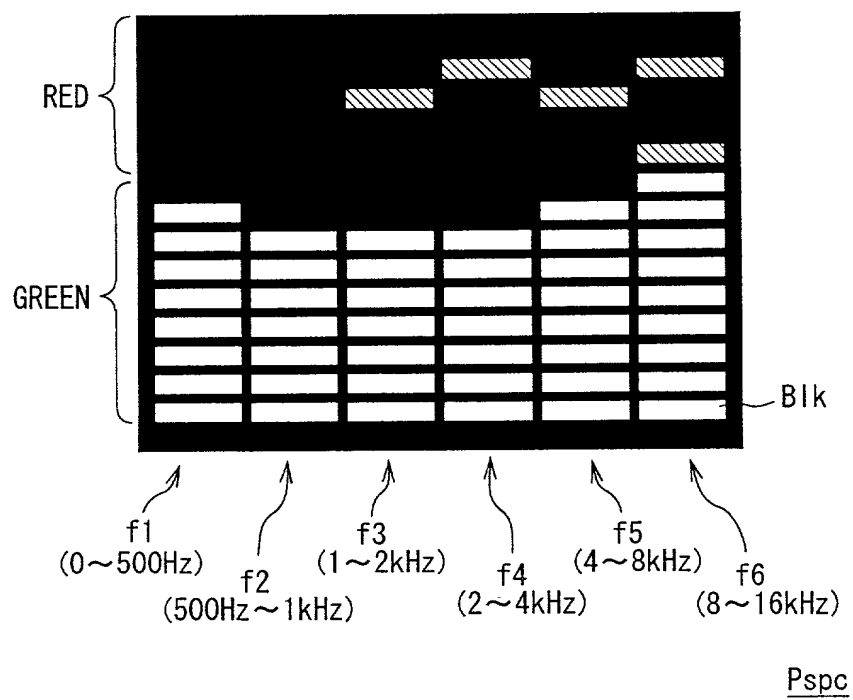 RED
GREEN
Blk
f1
(0～500Hz)
f2
(500Hz～1kHz)
f3
(1～2kHz)
f4
(2～4kHz)
f5
(4～8kHz)
f6
(8～16kHz)
Pspc